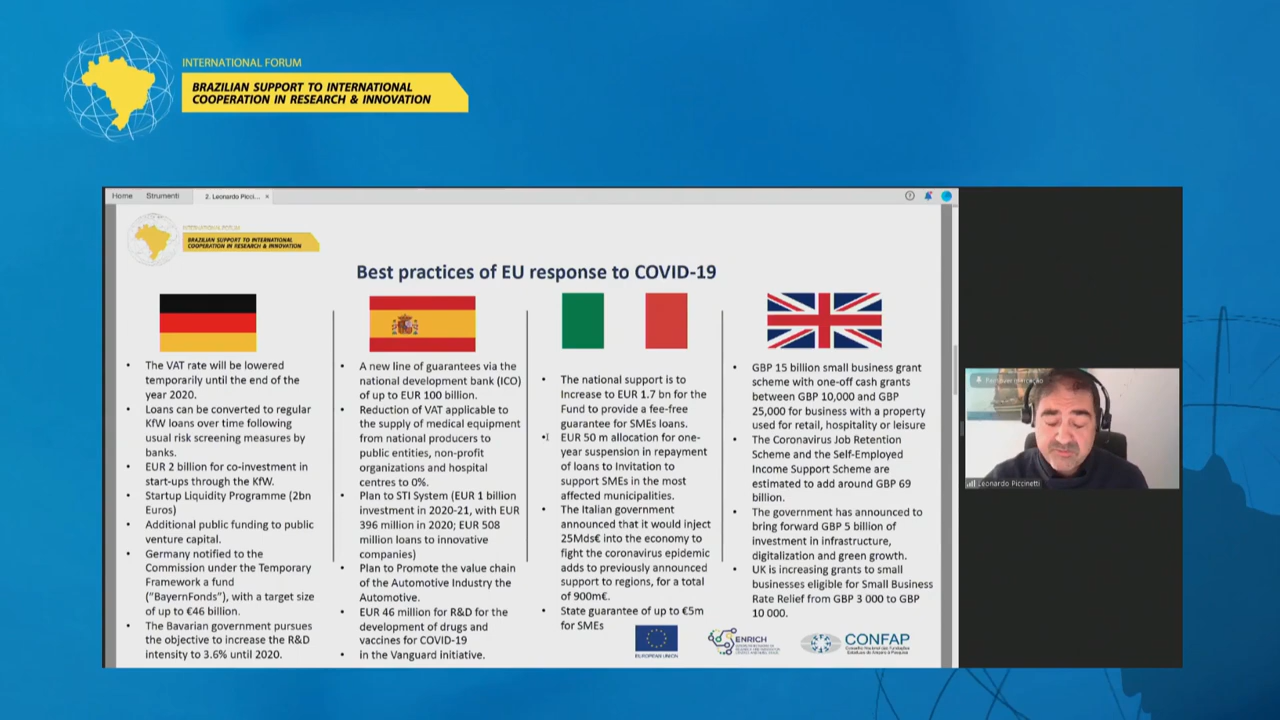 INTERNATIONAL FORUM
BRAZILIAN SUPPORT TO INTERNATIONAL
COOPERATION IN RESEARCH & INNOVATION
Home
Strumenti
2. Leonardo Picci...
INTERNATIONAL FORUM
BRAZILIAN SUPPORT TO INTERNATIONAL
COOPERATION IN RESEARCH & INNOVATION
Best practices of EU response to COVID-19
• The VAT rate will be lowered
temporarily until the end of the
year 2020.
• Loans can be converted to regular
KfW loans over time following
usual risk screening measures by
banks.
• EUR 2 billion for co-investment in
start-ups through the KfW.
• Startup Liquidity Programme (2bn
Euros)
• Additional public funding to public
venture capital.
• Germany notified to the
Commission under the Temporary
Framework a fund
("BayernFonds"), with a target size
of up to €46 billion.
• The Bavarian government pursues
the objective to increase the R&D
intensity to 3.6% until 2020.
• A new line of guarantees via the
national development bank (ICO)
of up to EUR 100 billion.
• Reduction of VAT applicable to
the supply of medical equipment
from national producers to
public entities, non-profit
organizations and hospital
centres to 0%.
• Plan to STI System (EUR 1 billion
investment in 2020-21, with EUR
396 million in 2020; EUR 508
million loans to innovative
companies)
• Plan to Promote the value chain
of the Automotive Industry the
Automotive.
• EUR 46 million for R&D for the
development of drugs and
vaccines for COVID-19
• in the Vanguard initiative.
• The national support is to
Increase to EUR 1.7 bn for the
Fund to provide a fee-free
guarantee for SMEs loans.
• EUR 50 m allocation for one-
year suspension in repayment
of loans to Invitation to
support SMEs in the most
affected municipalities.
• The Italian government
announced that it would inject
25Mds€ into the economy to
fight the coronavirus epidemic
adds to previously announced
support to regions, for a total
of 900m€.
• State guarantee of up to €5m
for SMEs
• GBP 15 billion small business grant
scheme with one-off cash grants
between GBP 10,000 and GBP
25,000 for business with a property
used for retail, hospitality or leisure
• The Coronavirus Job Retention
Scheme and the Self-Employed
Income Support Scheme are
estimated to add around GBP 69
billion.
• The government has announced to
bring forward GBP 5 billion of
investment in infrastructure,
digitalization and green growth.
• UK is increasing grants to small
businesses eligible for Small Business
Rate Relief from GBP 3 000 to GBP
10 000.
EUROPEAN UNION
ENRICH
CONFAP
Leonardo Piccinetti